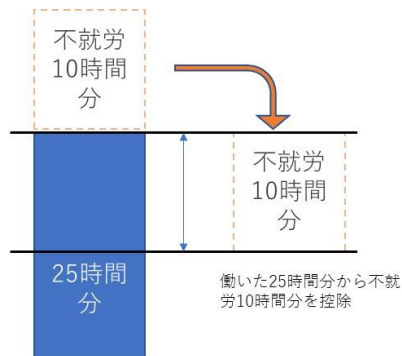 不就労
10時間
分
不就労
10時間
分
25時間
分
働いた25時間分から不就
労10時間分を控除